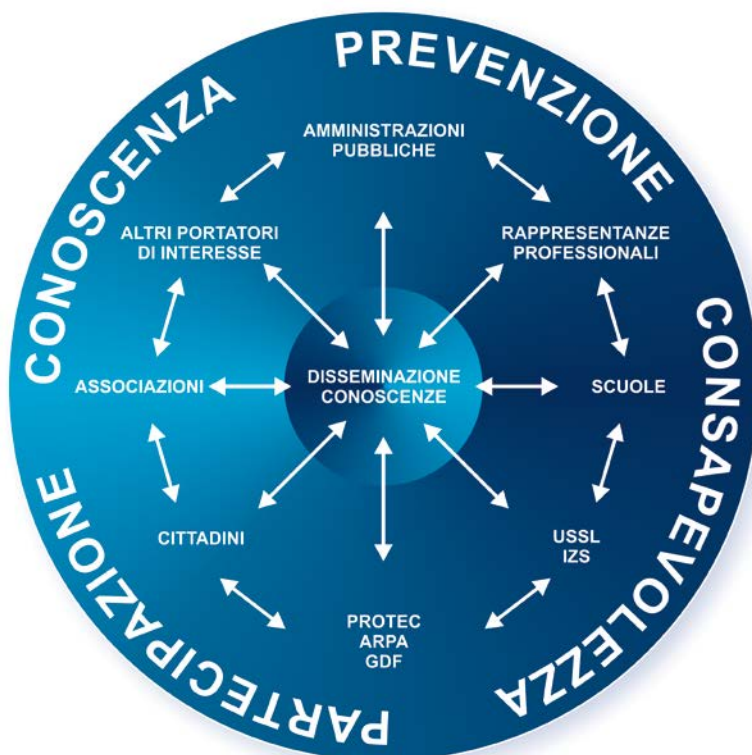 PREVENZIONE
CONOSCENZA
AMMINISTRAZIONI
PUBBLICHE
ALTRI PORTATORI
DI INTERESSE
RAPPRESENTANZE
PROFESSIONALI
ASSOCIAZIONI
DISSEMINAZIONE
CONOSCENZE
SCUOLE
CONSAPEVOLEZZA
PARTECIPAZIONE
CITTADINI
USSL
IZS
PROTEC
ARPA
GDF